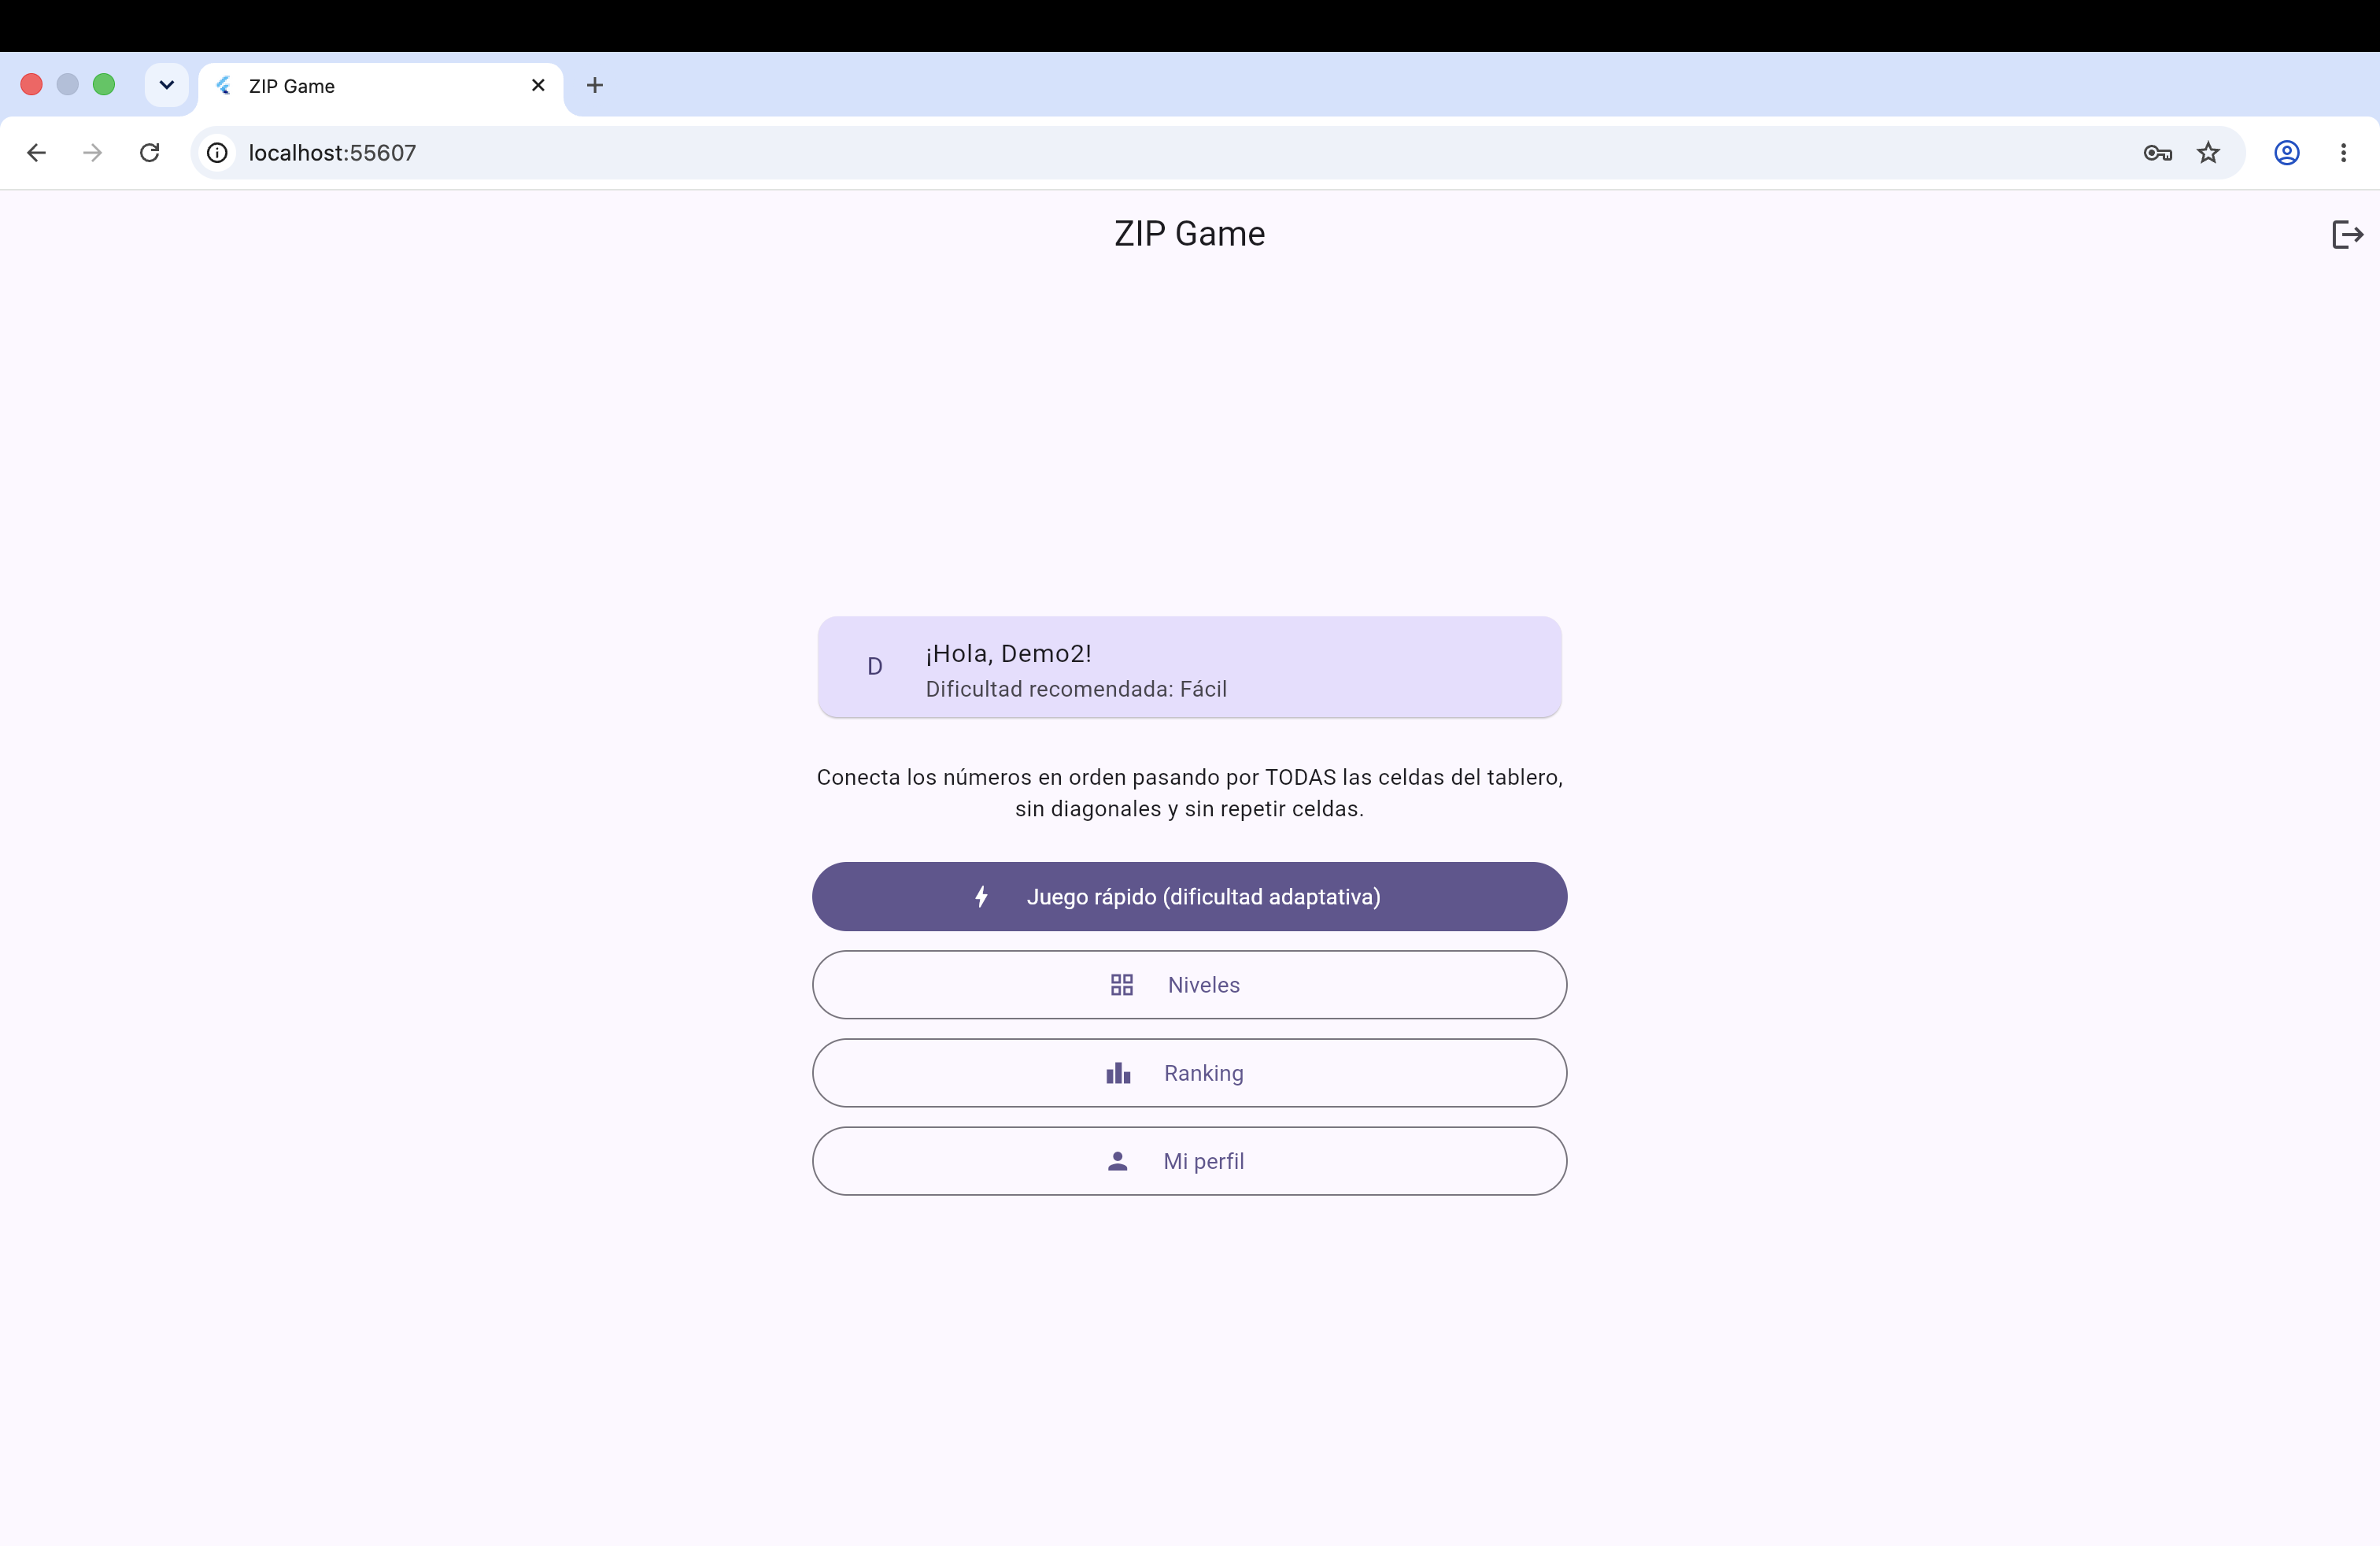 ZIP Game
localhost:55607
ZIP Game
D
¡Hola, Demo2!
Dificultad recomendada: Fácil
Conecta los números en orden pasando por TODAS las celdas del tablero,
sin diagonales y sin repetir celdas.
Juego rápido (dificultad adaptativa)
Niveles
Ranking
Mi perfil